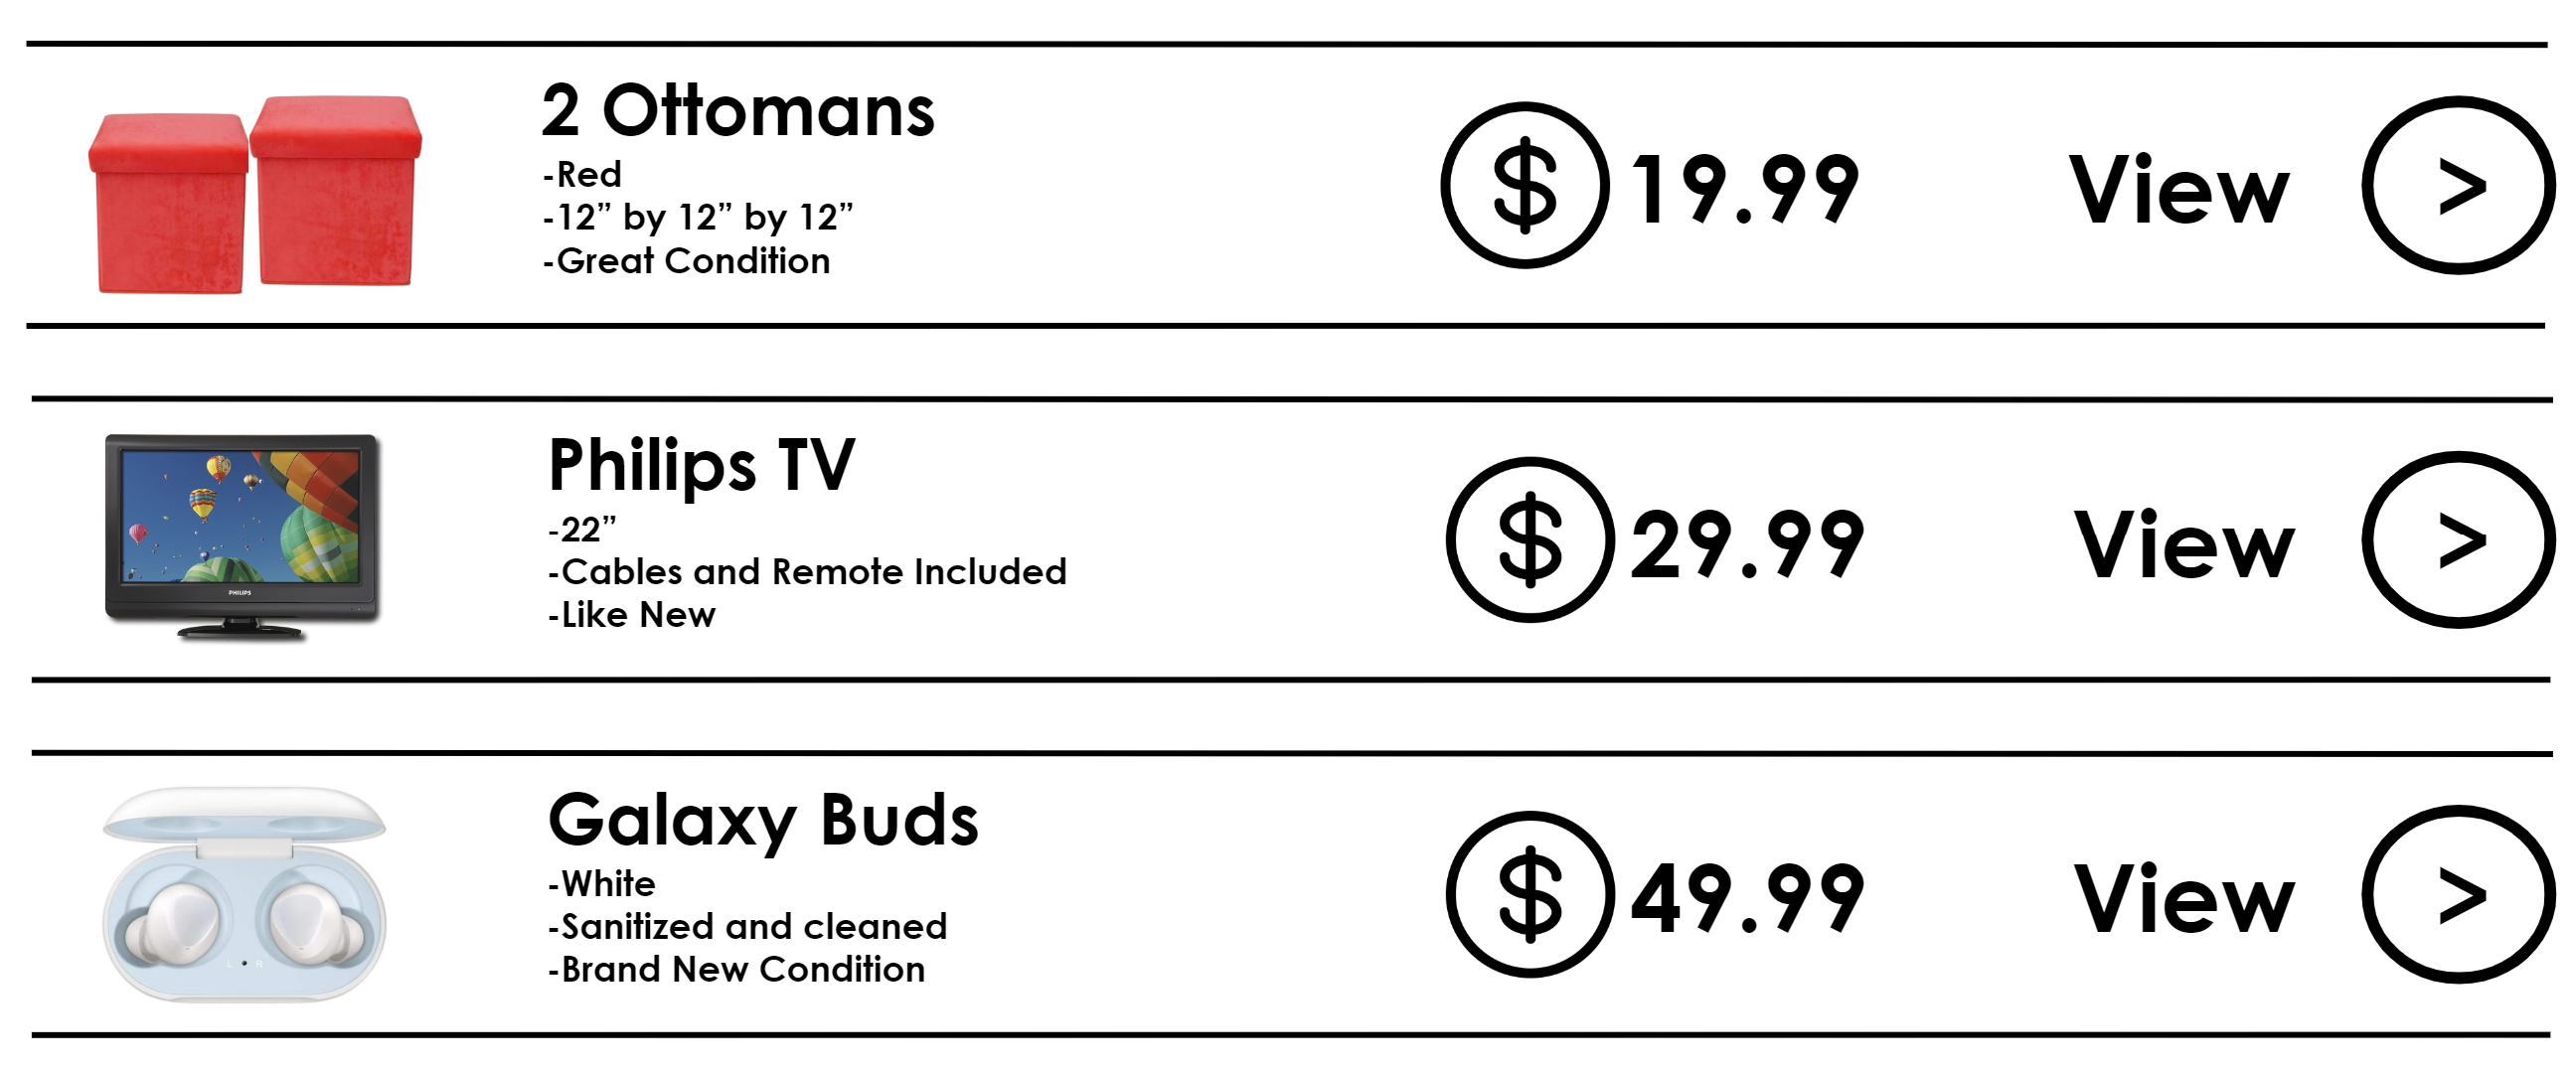 2 Ottomans
-Red
-12” by 12” by 12”
-Great Condition
$ 19.99
View >
Philips TV
-22”
-Cables and Remote Included
-Like New
PHILIPS
$ 29.99
View >
Galaxy Buds
-White
-Sanitized and cleaned
-Brand New Condition
L R
$ 49.99
View >